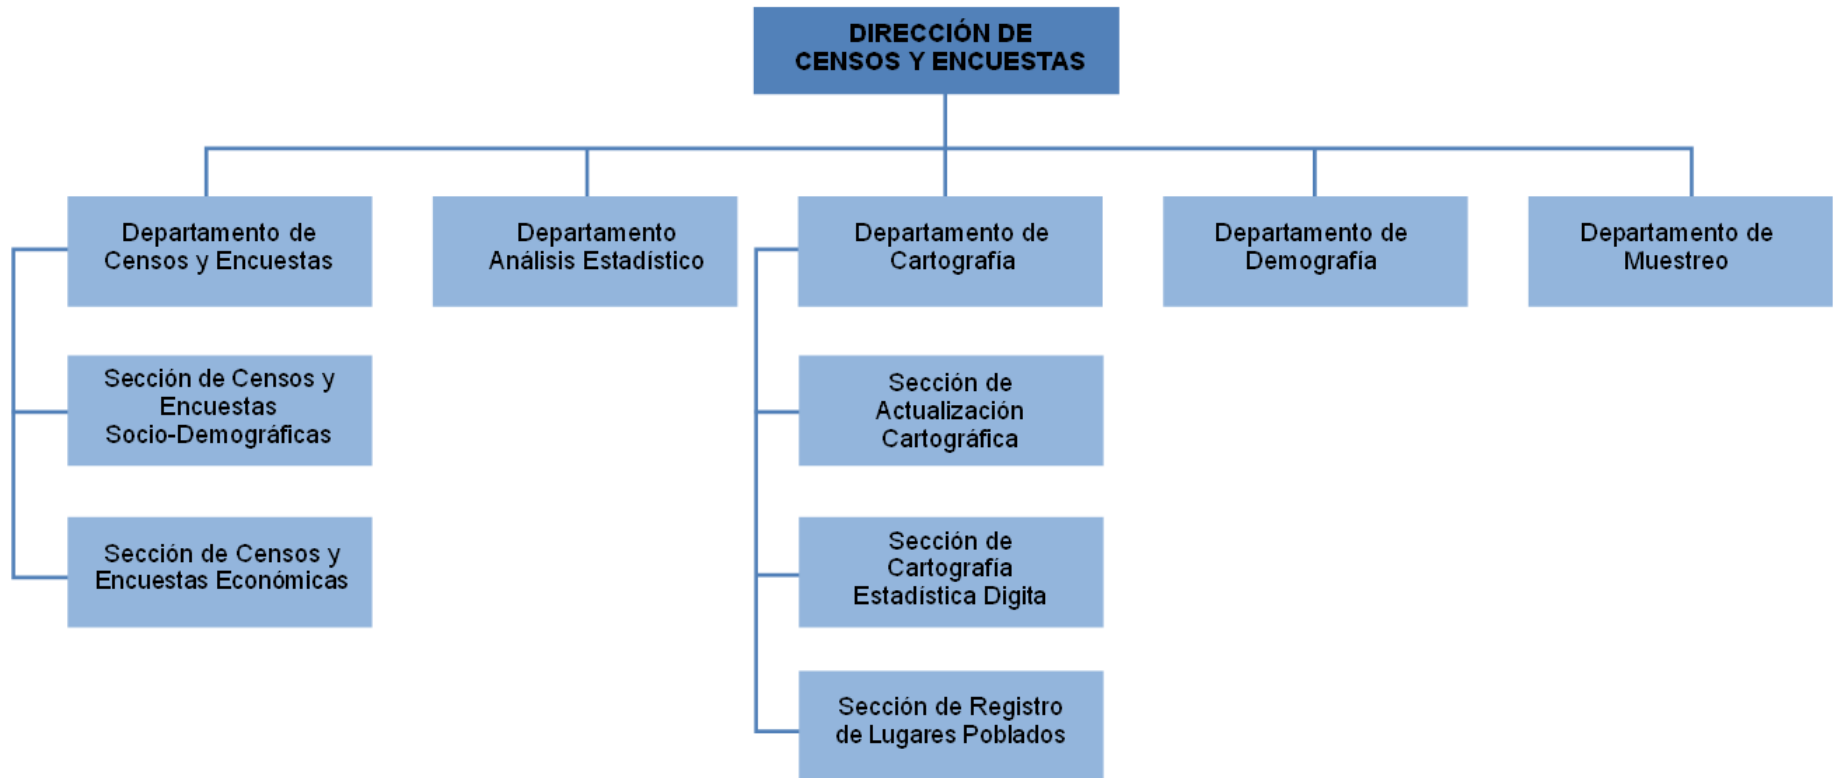 DIRECCIÓN DE
CENSOS Y ENCUESTAS
Departamento de
Censos y Encuestas
Departamento
Análisis Estadístico
Departamento de
Cartografía
Departamento de
Demografía
Departamento de
Muestreo
Sección de Censos y
Encuestas
Socio-Demográficas
Sección de
Actualización
Cartográfica
Sección de Censos y
Encuestas Económicas
Sección de
Cartografía
Estadística Digita
Sección de Registro
de Lugares Poblados